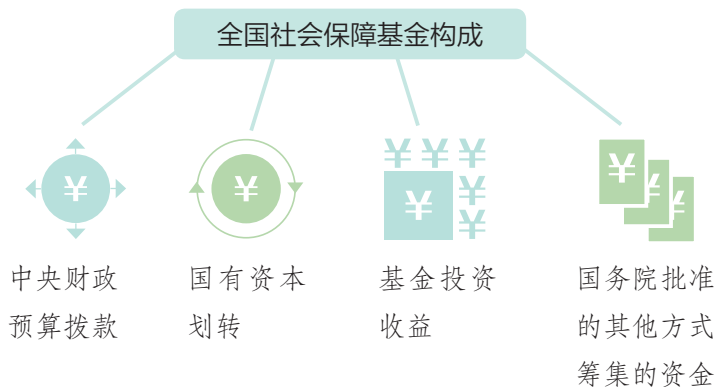 全国社会保障基金构成
¥
¥
¥ ¥ ¥
¥
¥
¥
¥
¥
¥
中央财政
预算拨款
国有资本
划转
基金投资
收益
国务院批准
的其他方式
筹集的资金